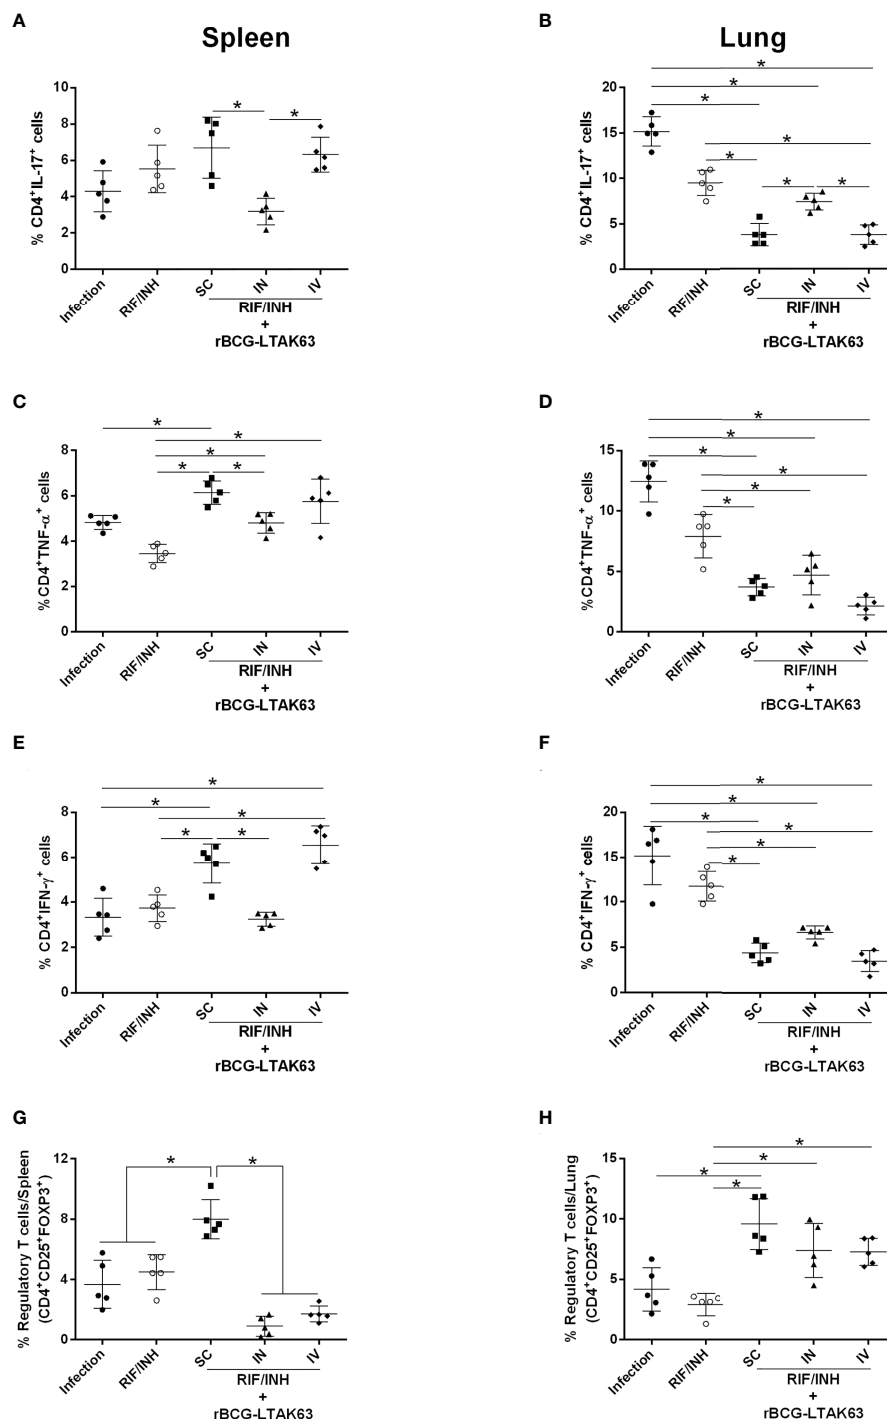 A
B
Spleen
Lung
% CD4⁺IL-17⁺ cells
10
8
6
4
2
0
*
*
Infection
RIF/INH
SC
IN
IV
RIF/INH
+
rBCG-LTAK63
% CD4⁺IL-17⁺ cells
20
15
10
5
0
*
*
*
*
*
*
*
Infection
RIF/INH
SC
IN
IV
RIF/INH
+
rBCG-LTAK63
C
D
%CD4⁺TNF-α⁺ cells
8
6
4
2
0
*
*
*
*
*
Infection
RIF/INH
SC
IN
IV
RIF/INH
+
rBCG-LTAK63
%CD4⁺TNF-α⁺ cells
15
10
5
0
*
*
*
*
*
*
Infection
RIF/INH
SC
IN
IV
RIF/INH
+
rBCG-LTAK63
E
F
% CD4⁺IFN-γ⁺ cells
8
6
4
2
0
*
*
*
*
*
Infection
RIF/INH
SC
IN
IV
RIF/INH
+
rBCG-LTAK63
% CD4⁺IFN-γ⁺ cells
20
15
10
5
0
*
*
*
*
*
*
Infection
RIF/INH
SC
IN
IV
RIF/INH
+
rBCG-LTAK63
G
H
% Regulatory T cells/Spleen
(CD4⁺CD25⁺FOXP3⁺)
12
8
4
0
*
*
Infection
RIF/INH
SC
IN
IV
RIF/INH
+
rBCG-LTAK63
% Regulatory T cells/Lung
(CD4⁺CD25⁺FOXP3⁺)
15
10
5
0
*
*
*
*
Infection
RIF/INH
SC
IN
IV
RIF/INH
+
rBCG-LTAK63